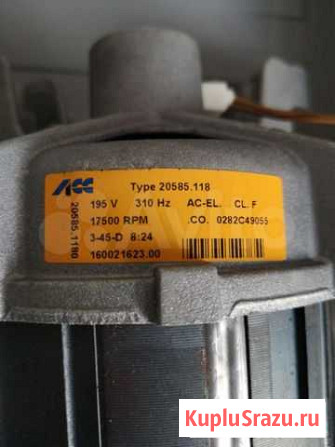 ACC
Type 20585.118
195 V 310 Hz AC-EL. CL. F
17500 RPM .CO. 0282C49055
3-45-D 8:24
160021623.00
20585.1180
KupluSrazu.ru